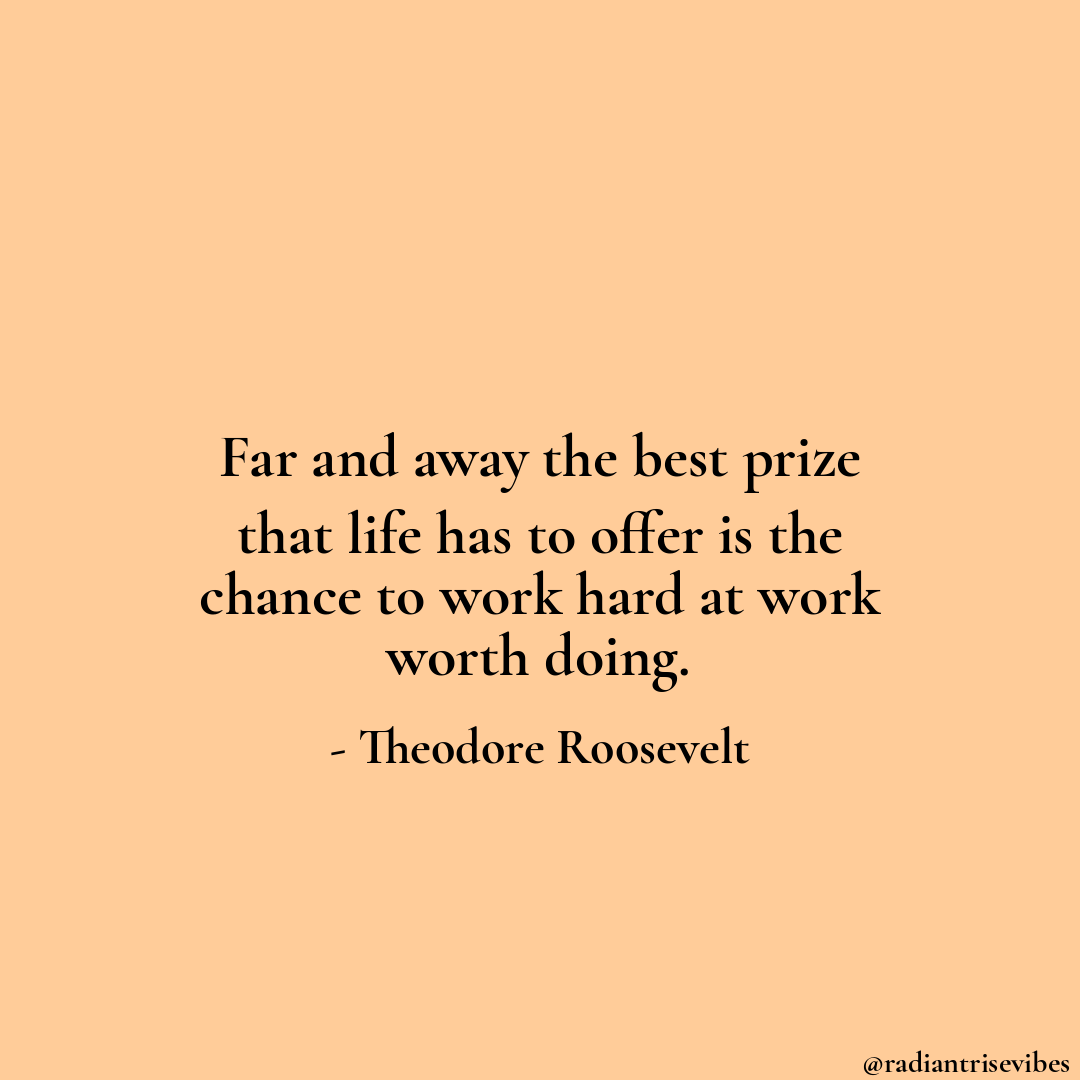 Far and away the best prize
that life has to offer is the
chance to work hard at work
worth doing.
- Theodore Roosevelt
@radiantrisevibes